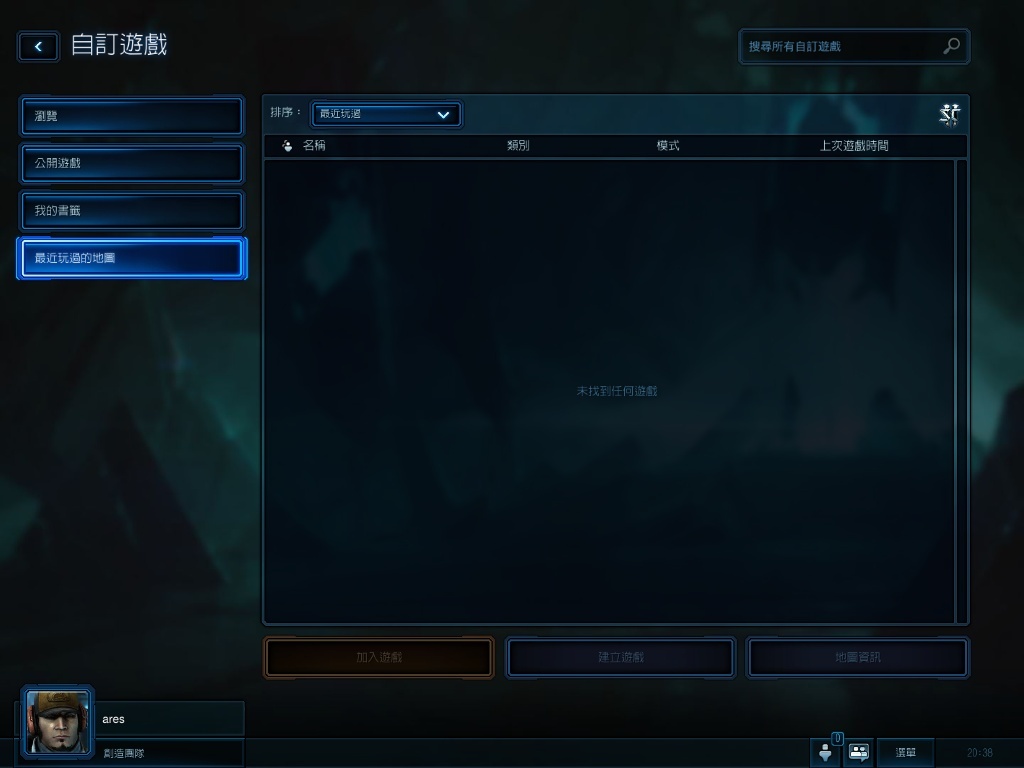 自訂遊戲
搜尋所有自訂遊戲
瀏覽
公開遊戲
我的書籤
最近玩過的地圖
排序：
最近玩過
名稱
類別
模式
上次遊戲時間
未找到任何遊戲
加入遊戲
建立遊戲
地圖資訊
ares
創造團隊
0
選單
20:38